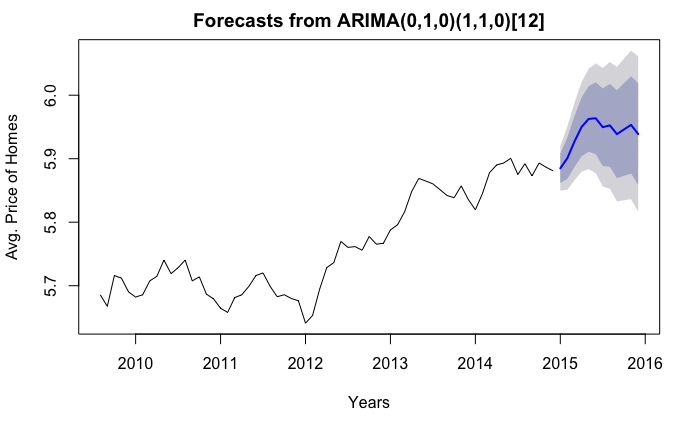 Forecasts from ARIMA(0,1,0)(1,1,0)[12]
Avg. Price of Homes
6.0
5.9
5.8
5.7
2010 2011 2012 2013 2014 2015 2016
Years